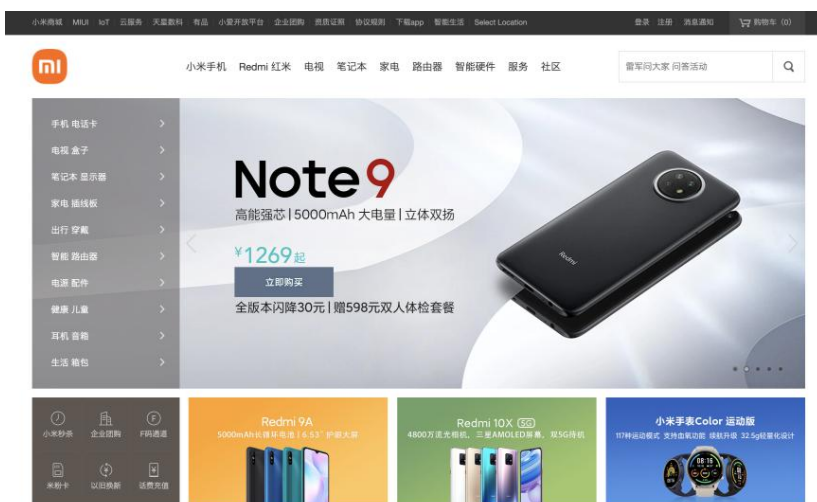 小米商城 MIUI IoT 云服务 天星数科 有品 小爱开放平台 企业团购 资质证照 协议规则 下载app 智能生活 Select Location
登录 注册 消息通知 购物车 (0)
小米手机 Redmi 红米 电视 笔记本 家电 路由器 智能硬件 服务 社区
雷军问大家 问答活动
手机 电话卡
电视 盒子
笔记本 显示器
家电 插线板
出行 穿戴
智能 路由器
电源 配件
健康 儿童
耳机 音箱
生活 箱包
Note 9
高能强芯 | 5000mAh 大电量 | 立体双扬
¥1269起
立即购买
全版本闪降30元 | 赠598元双人体检套餐
Redmi
小米秒杀 企业团购 F码通道
米粉卡 以旧换新 话费充值
Redmi 9A
5000mAh长循环电池 | 6.53" 护眼大屏
Redmi 10X 5G
4800万流光相机，三星AMOLED屏幕，双5G待机
小米手表Color 运动版
117种运动模式 支持血氧功能 续航升级 32.5g轻量化设计
08:16